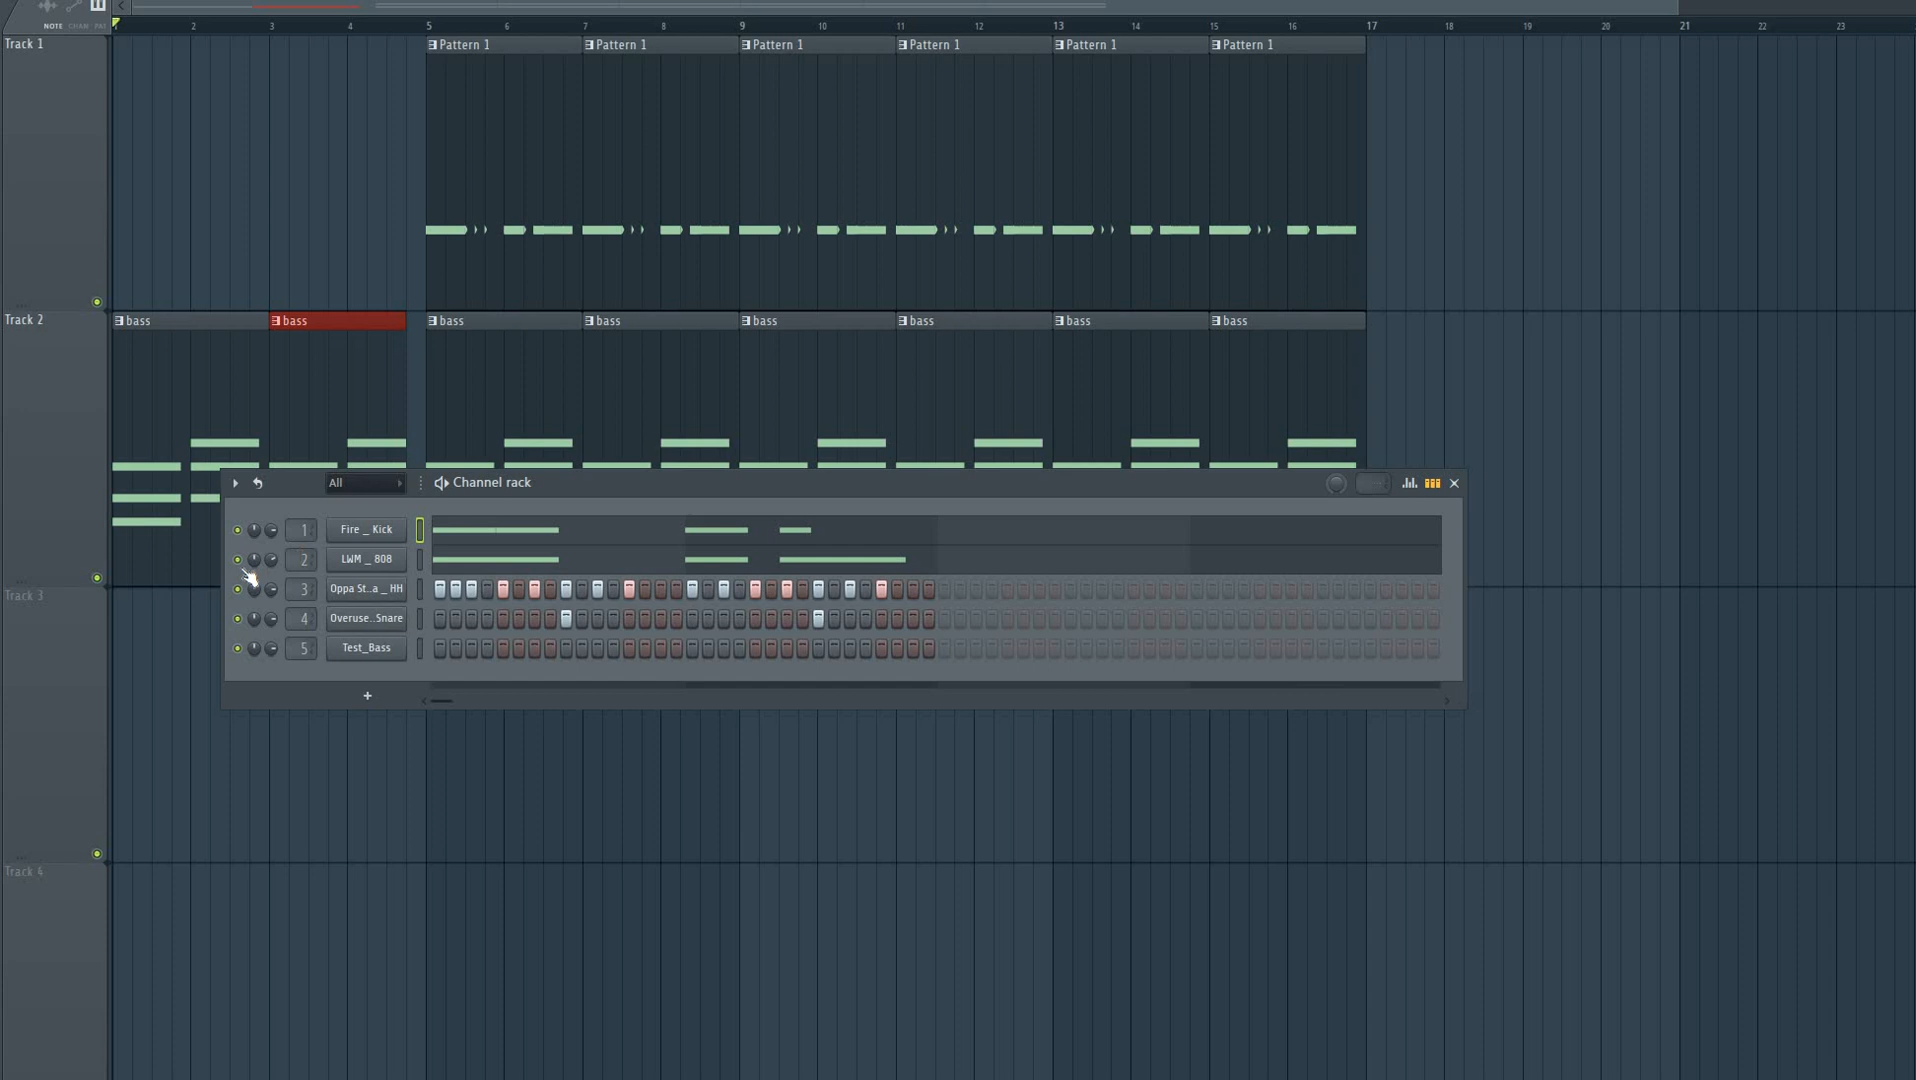 NOTE CHAN PAT
1 2 3 4 5 6 7 8 9 10 11 12 13 14 15 16 17 18 19 20 21 22 23
Track 1
Pattern 1 Pattern 1 Pattern 1 Pattern 1 Pattern 1 Pattern 1
Track 2
bass bass bass bass bass bass bass bass
All Channel rack
1 Fire _ Kick
2 LWM _ 808
3 Oppa St..a _ HH
4 Overuse..Snare
5 Test_Bass
+
Track 3
Track 4